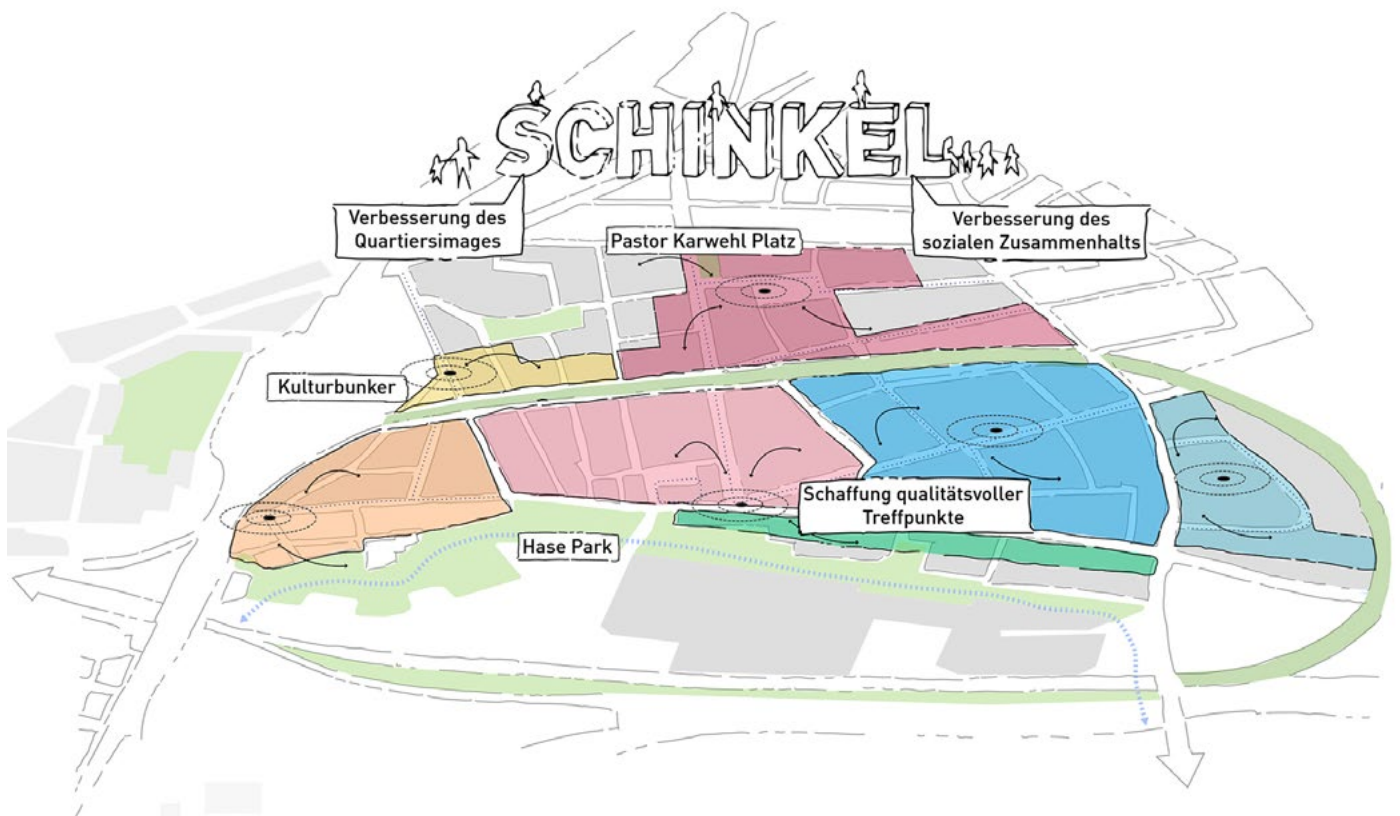 SCHINKEL
Verbesserung des
Quartiersimages
Verbesserung des
sozialen Zusammenhalts
Pastor Karwehl Platz
Kulturbunker
Schaffung qualitätsvoller
Treffpunkte
Hase Park